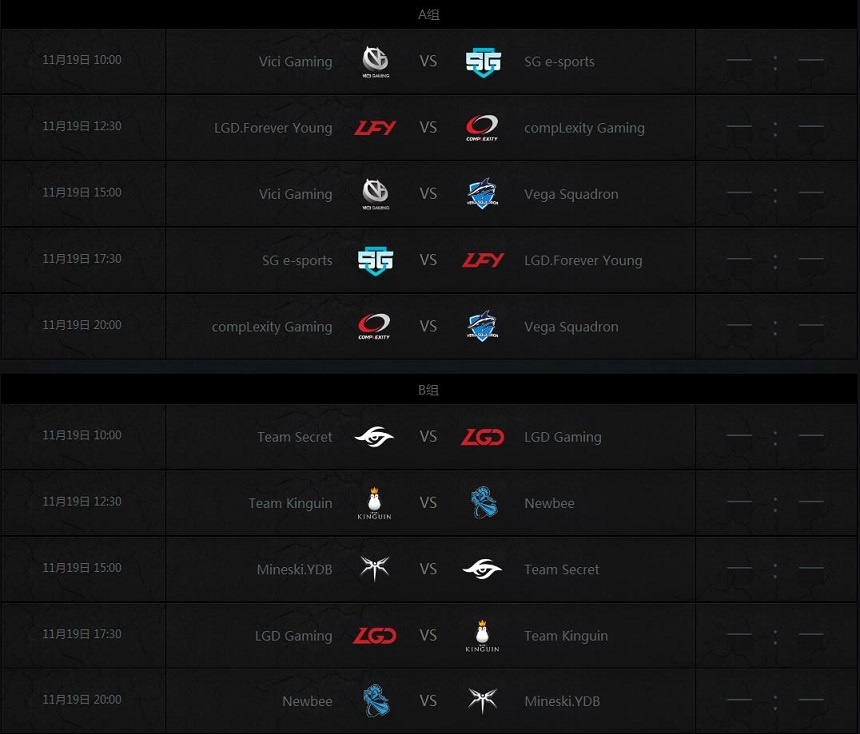 A组
11月19日 10:00 Vici Gaming VICI GAMING VS SG SG e-sports — : —
11月19日 12:30 LGD.Forever Young LFY VS COMPLEXITY compLexity Gaming — : —
11月19日 15:00 Vici Gaming VICI GAMING VS VEGA SQUADRON Vega Squadron — : —
11月19日 17:30 SG e-sports SG VS LFY LGD.Forever Young — : —
11月19日 20:00 compLexity Gaming COMPLEXITY VS VEGA SQUADRON Vega Squadron — : —
B组
11月19日 10:00 Team Secret VS LGD LGD Gaming — : —
11月19日 12:30 Team Kinguin KINGUIN VS Newbee — : —
11月19日 15:00 Mineski.YDB VS Team Secret — : —
11月19日 17:30 LGD Gaming LGD VS KINGUIN Team Kinguin — : —
11月19日 20:00 Newbee VS Mineski.YDB — : —